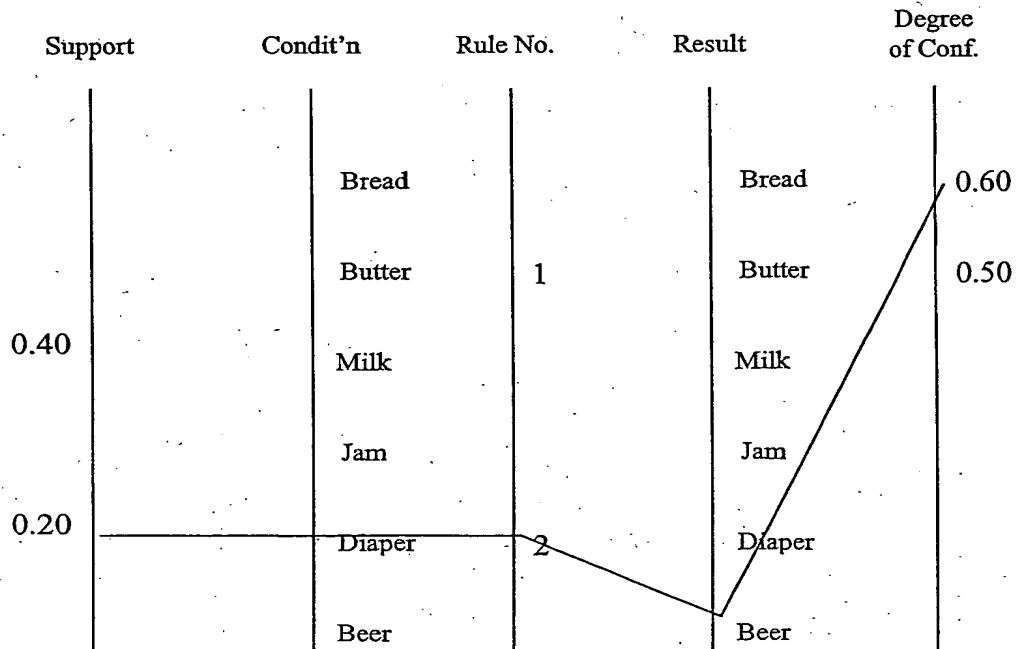 Support Condit'n Rule No. Result Degree
of Conf.
Bread Bread 0.60
Butter 1 Butter 0.50
0.40
Milk Milk
Jam Jam
0.20
Diaper 2 Diaper
Beer Beer